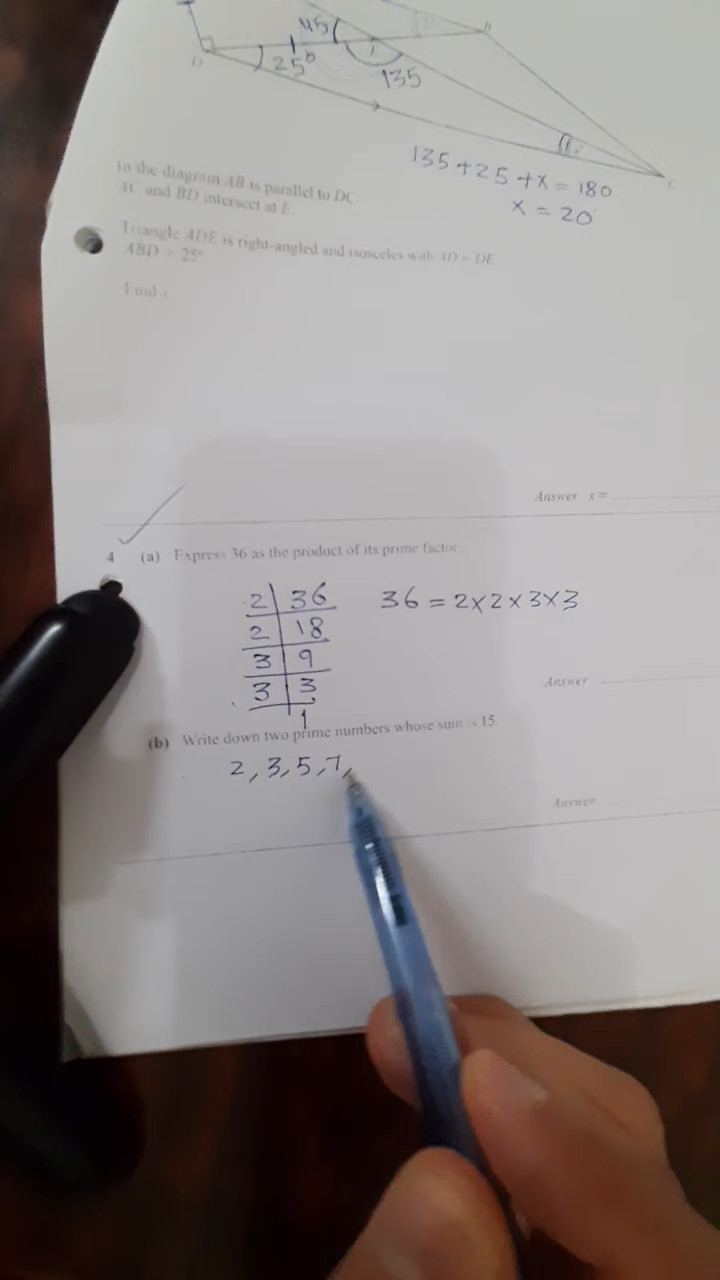 45
D
25°
135
135+25+x = 180
x = 20
In the diagram AB is parallel to DC
AC and BD intersect at E.
Triangle ADE is right-angled and isosceles with AD = DE
ABD = 25°.
Find
Answer x =
4 (a) Express 36 as the product of its prime factor
2 36 36 = 2×2×3×3
2 18
3 9
3 3
1
Answer
(b) Write down two prime numbers whose sum is 15.
2, 3, 5, 7,
Answer